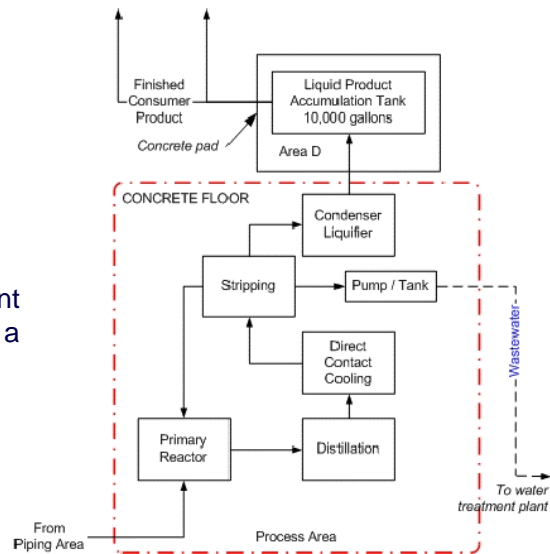 Finished
Consumer
Product
Liquid Product
Accumulation Tank
10,000 gallons
Concrete pad
Area D
CONCRETE FLOOR
Condenser
Liquifier
Stripping
Pump / Tank
nt
a
Direct
Contact
Cooling
Wastewater
Primary
Reactor
Distillation
To water
treatment plant
From
Piping Area
Process Area